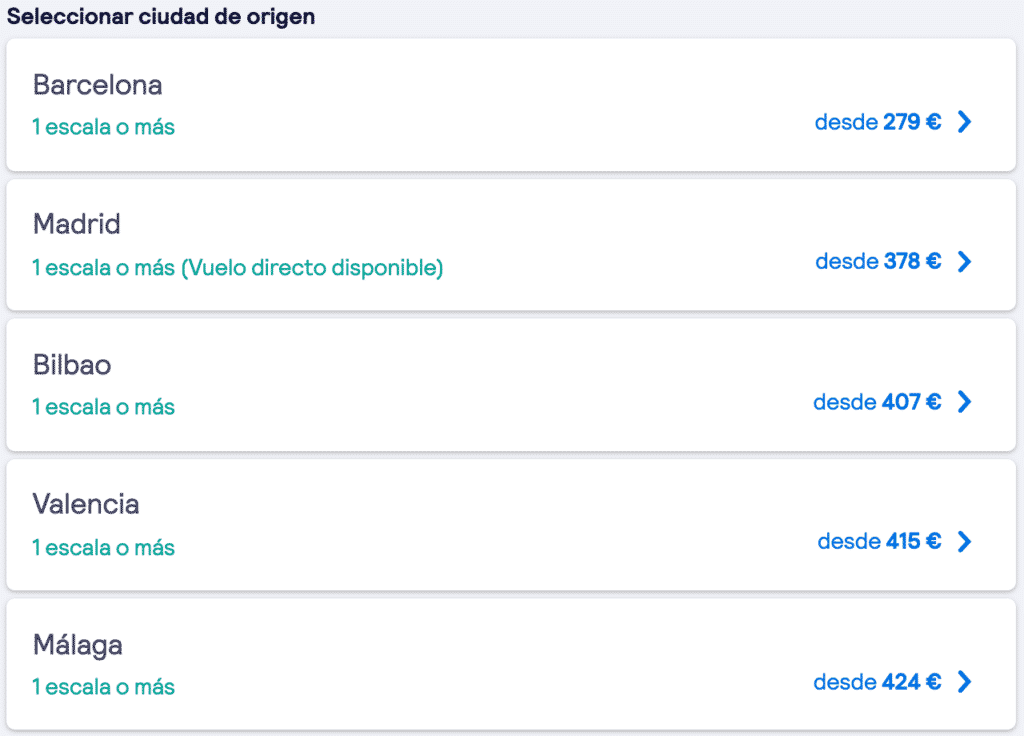 Seleccionar ciudad de origen
Barcelona
1 escala o más
desde 279 €
Madrid
1 escala o más (Vuelo directo disponible)
desde 378 €
Bilbao
1 escala o más
desde 407 €
Valencia
1 escala o más
desde 415 €
Málaga
1 escala o más
desde 424 €